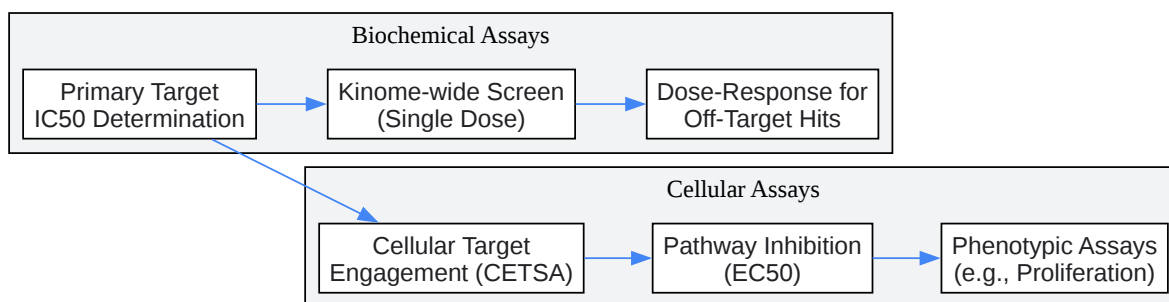 Biochemical Assays
Primary Target
IC50 Determination
Kinome-wide Screen
(Single Dose)
Dose-Response for
Off-Target Hits
Cellular Assays
Cellular Target
Engagement (CETSA)
Pathway Inhibition
(EC50)
Phenotypic Assays
(e.g., Proliferation)